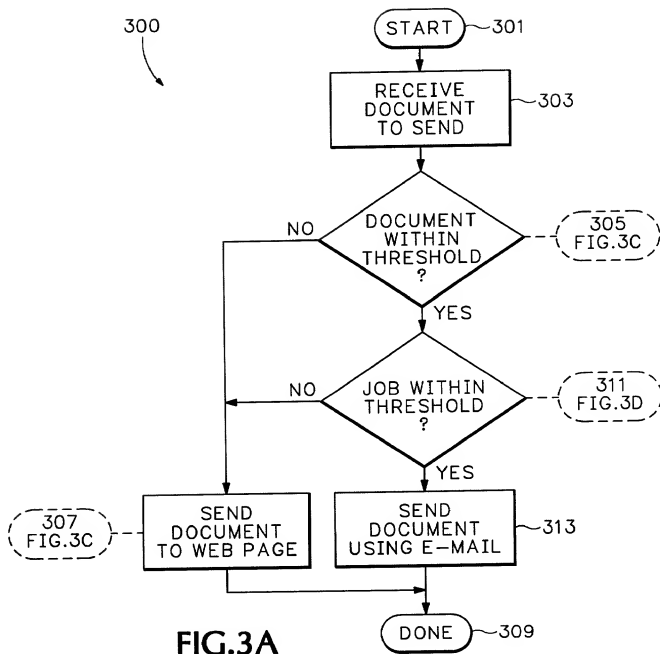 300
START
301
RECEIVE
DOCUMENT
TO SEND
303
NO
DOCUMENT
WITHIN
THRESHOLD
?
305
FIG.3C
YES
NO
JOB WITHIN
THRESHOLD
?
311
FIG.3D
YES
307
FIG.3C
SEND
DOCUMENT
TO WEB PAGE
SEND
DOCUMENT
USING E-MAIL
313
DONE
309
FIG.3A